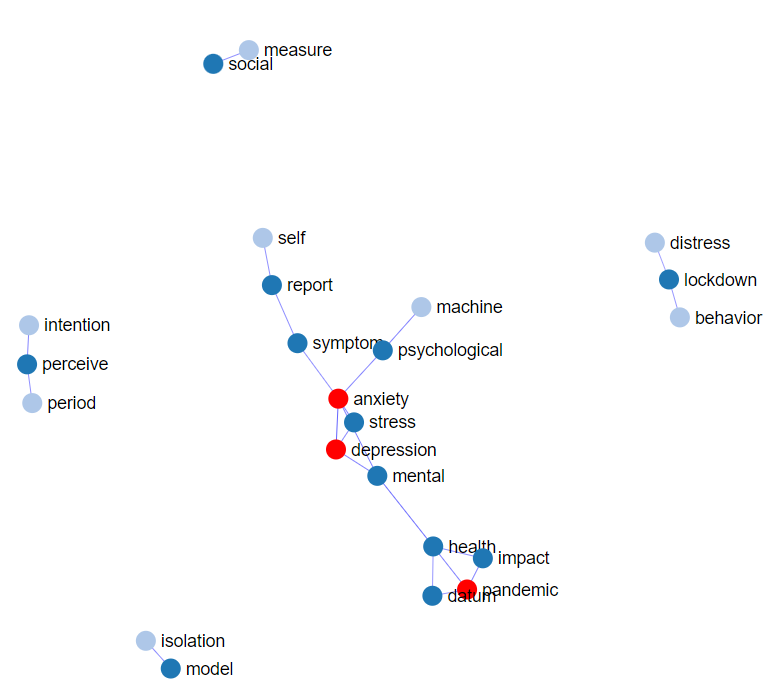 measure
social
self
distress
lockdown
report
machine
behavior
intention
symptom
psychological
perceive
anxiety
period
stress
depression
mental
health
impact
pandemic
datum
isolation
model